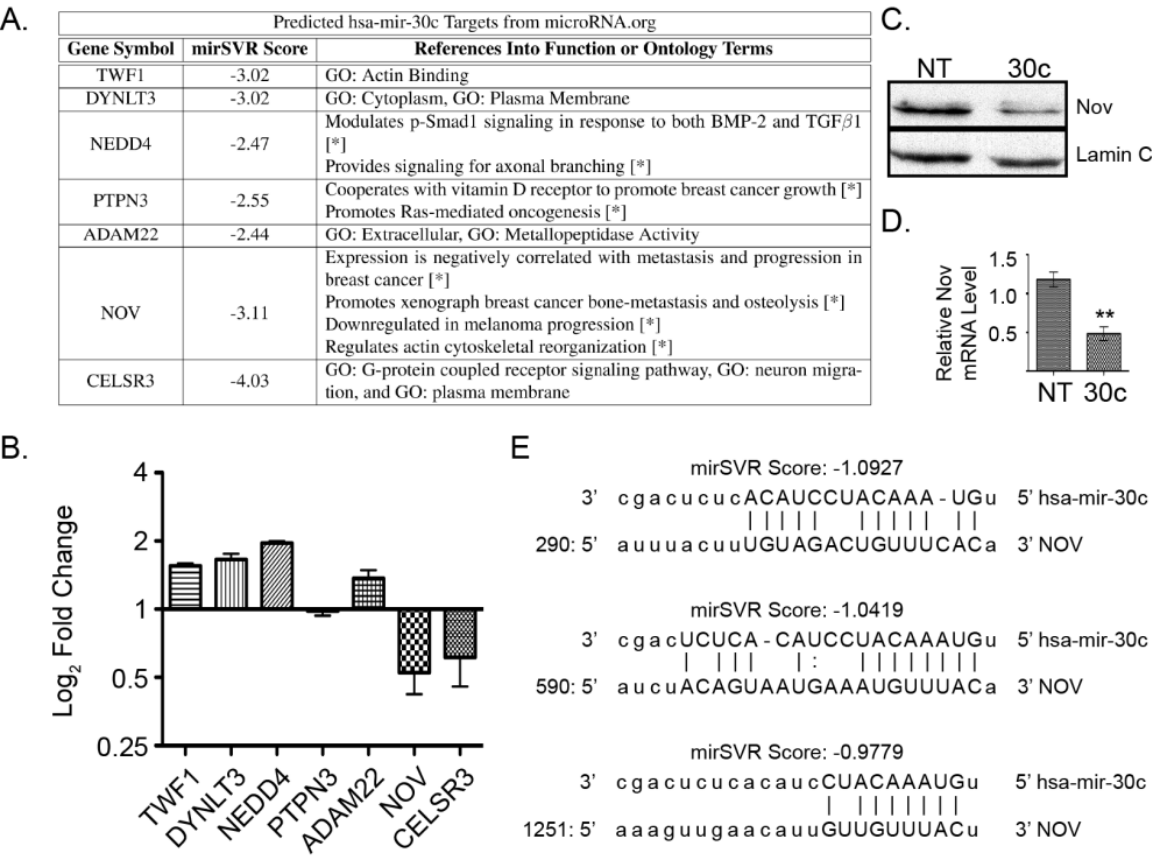 A.
Predicted hsa-mir-30c Targets from microRNA.org
Gene Symbol mirSVR Score References Into Function or Ontology Terms
TWF1 -3.02 GO: Actin Binding
DYNLT3 -3.02 GO: Cytoplasm, GO: Plasma Membrane
NEDD4 -2.47 Modulates p-Smad1 signaling in response to both BMP-2 and TGFβ1
[*]
Provides signaling for axonal branching [*]
PTPN3 -2.55 Cooperates with vitamin D receptor to promote breast cancer growth [*]
Promotes Ras-mediated oncogenesis [*]
ADAM22 -2.44 GO: Extracellular, GO: Metallopeptidase Activity
NOV -3.11 Expression is negatively correlated with metastasis and progression in
breast cancer [*]
Promotes xenograph breast cancer bone-metastasis and osteolysis [*]
Downregulated in melanoma progression [*]
Regulates actin cytoskeletal reorganization [*]
CELSR3 -4.03 GO: G-protein coupled receptor signaling pathway, GO: neuron migra-
tion, and GO: plasma membrane
B.
Log2 Fold Change
4
2
1
0.5
0.25
TWF1
DYNLT3
NEDD4
PTPN3
ADAM22
NOV
CELSR3
C.
NT 30c
Nov
Lamin C
D.
Relative Nov
mRNA Level
1.5
1.0
0.5
**
NT 30c
E
mirSVR Score: -1.0927
3' cgacucucACAUCCUACAAA-UGu 5' hsa-mir-30c
290: 5' auuuacuuUGUAGACUGUUUCACa 3' NOV
mirSVR Score: -1.0419
3' cgacUCUCA-CAUCCUACAAAUGu 5' hsa-mir-30c
590: 5' aucuACAGUAAUGAAAUGUUUACa 3' NOV
mirSVR Score: -0.9779
3' cgacucucacaucCUACAAAUGu 5' hsa-mir-30c
1251: 5' aaaguugaacauuGUUGUUUACu 3' NOV